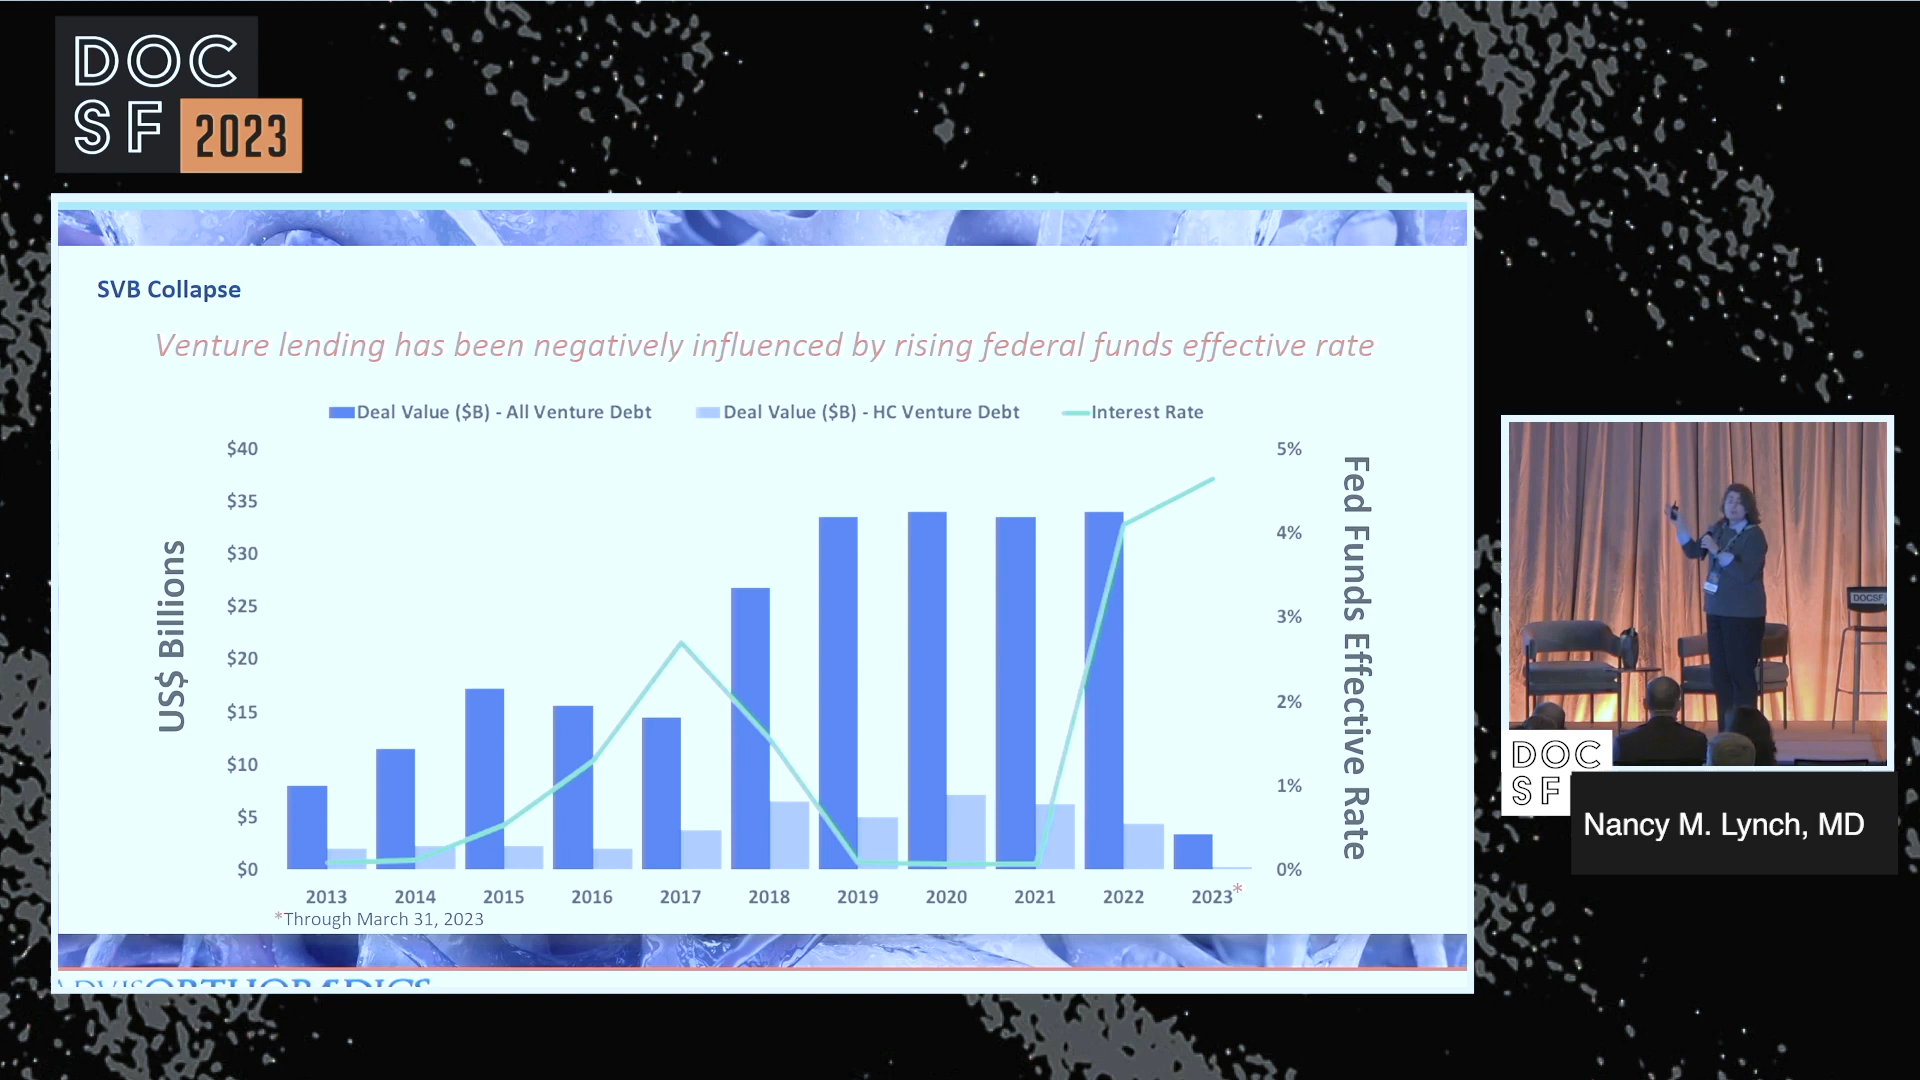 DOC
SF 2023
SVB Collapse
Venture lending has been negatively influenced by rising federal funds effective rate
Deal Value ($B) - All Venture Debt
Deal Value ($B) - HC Venture Debt
Interest Rate
US$ Billions
$40
$35
$30
$25
$20
$15
$10
$5
$0
5%
4%
3%
2%
1%
0%
Fed Funds Effective Rate
2013 2014 2015 2016 2017 2018 2019 2020 2021 2022 2023*
*Through March 31, 2023
ADVISORTHOPÆDICS
DOCSF
DOC
SF
Nancy M. Lynch, MD